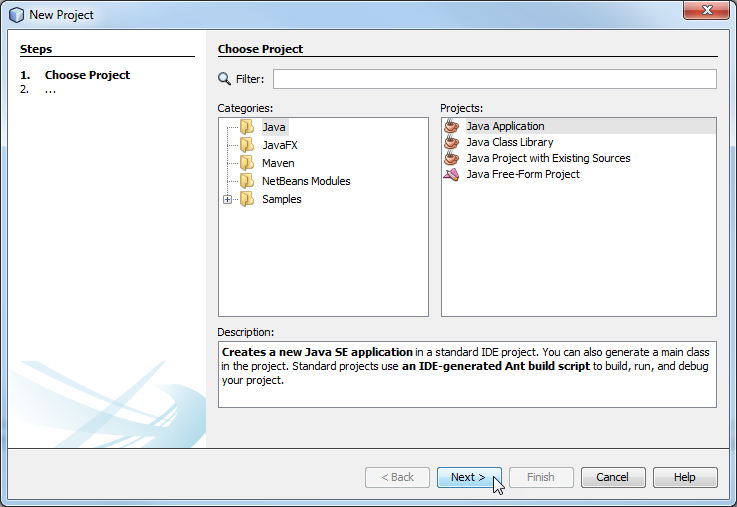 New Project
Steps
1. Choose Project
2. ...
Choose Project
Filter:
Categories:
Java
JavaFX
Maven
NetBeans Modules
Samples
Projects:
Java Application
Java Class Library
Java Project with Existing Sources
Java Free-Form Project
Description:
Creates a new Java SE application in a standard IDE project. You can also generate a main class
in the project. Standard projects use an IDE-generated Ant build script to build, run, and debug
your project.
< Back
Next >
Finish
Cancel
Help